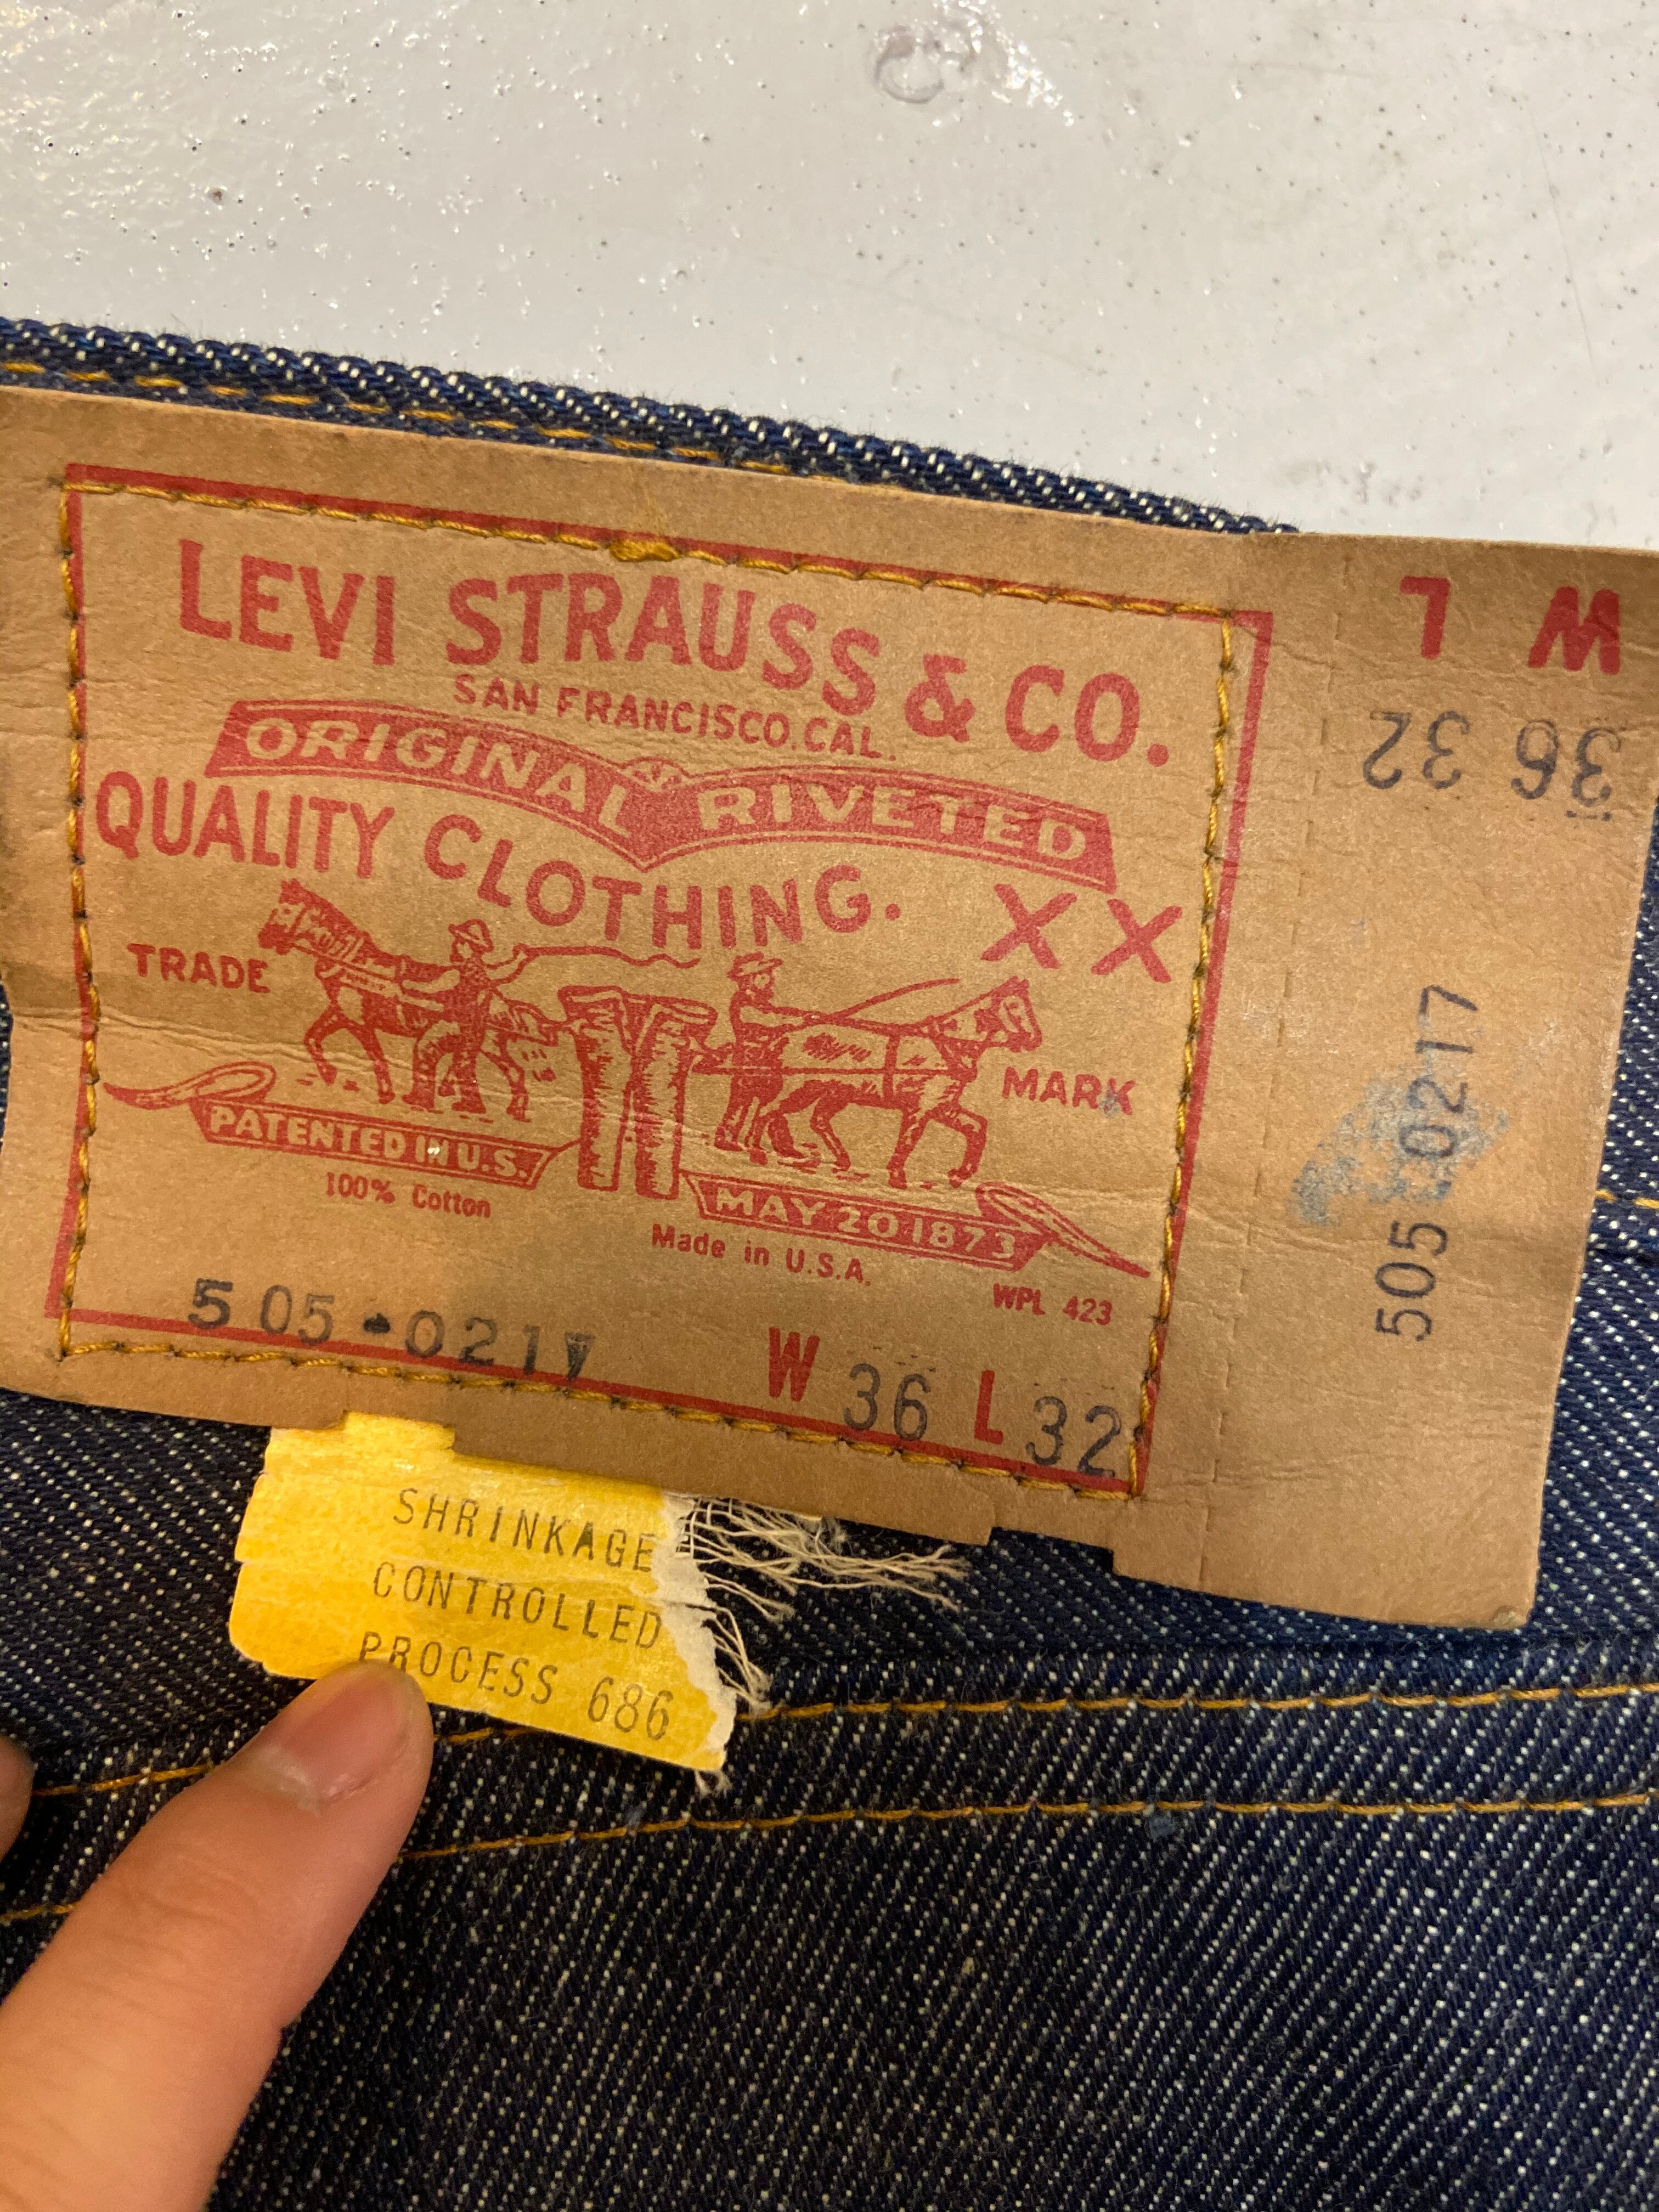 LEVI STRAUSS & CO.
SAN FRANCISCO, CAL.
ORIGINAL RIVETED
QUALITY CLOTHING.
XX
TRADE MARK
PATENTED IN U.S.
MAY 20 1873
100% Cotton
Made in U.S.A.
WPL 423
505-0217
W 36 L 32
W L
36 32
505 0217
SHRINKAGE
CONTROLLED
PROCESS 686